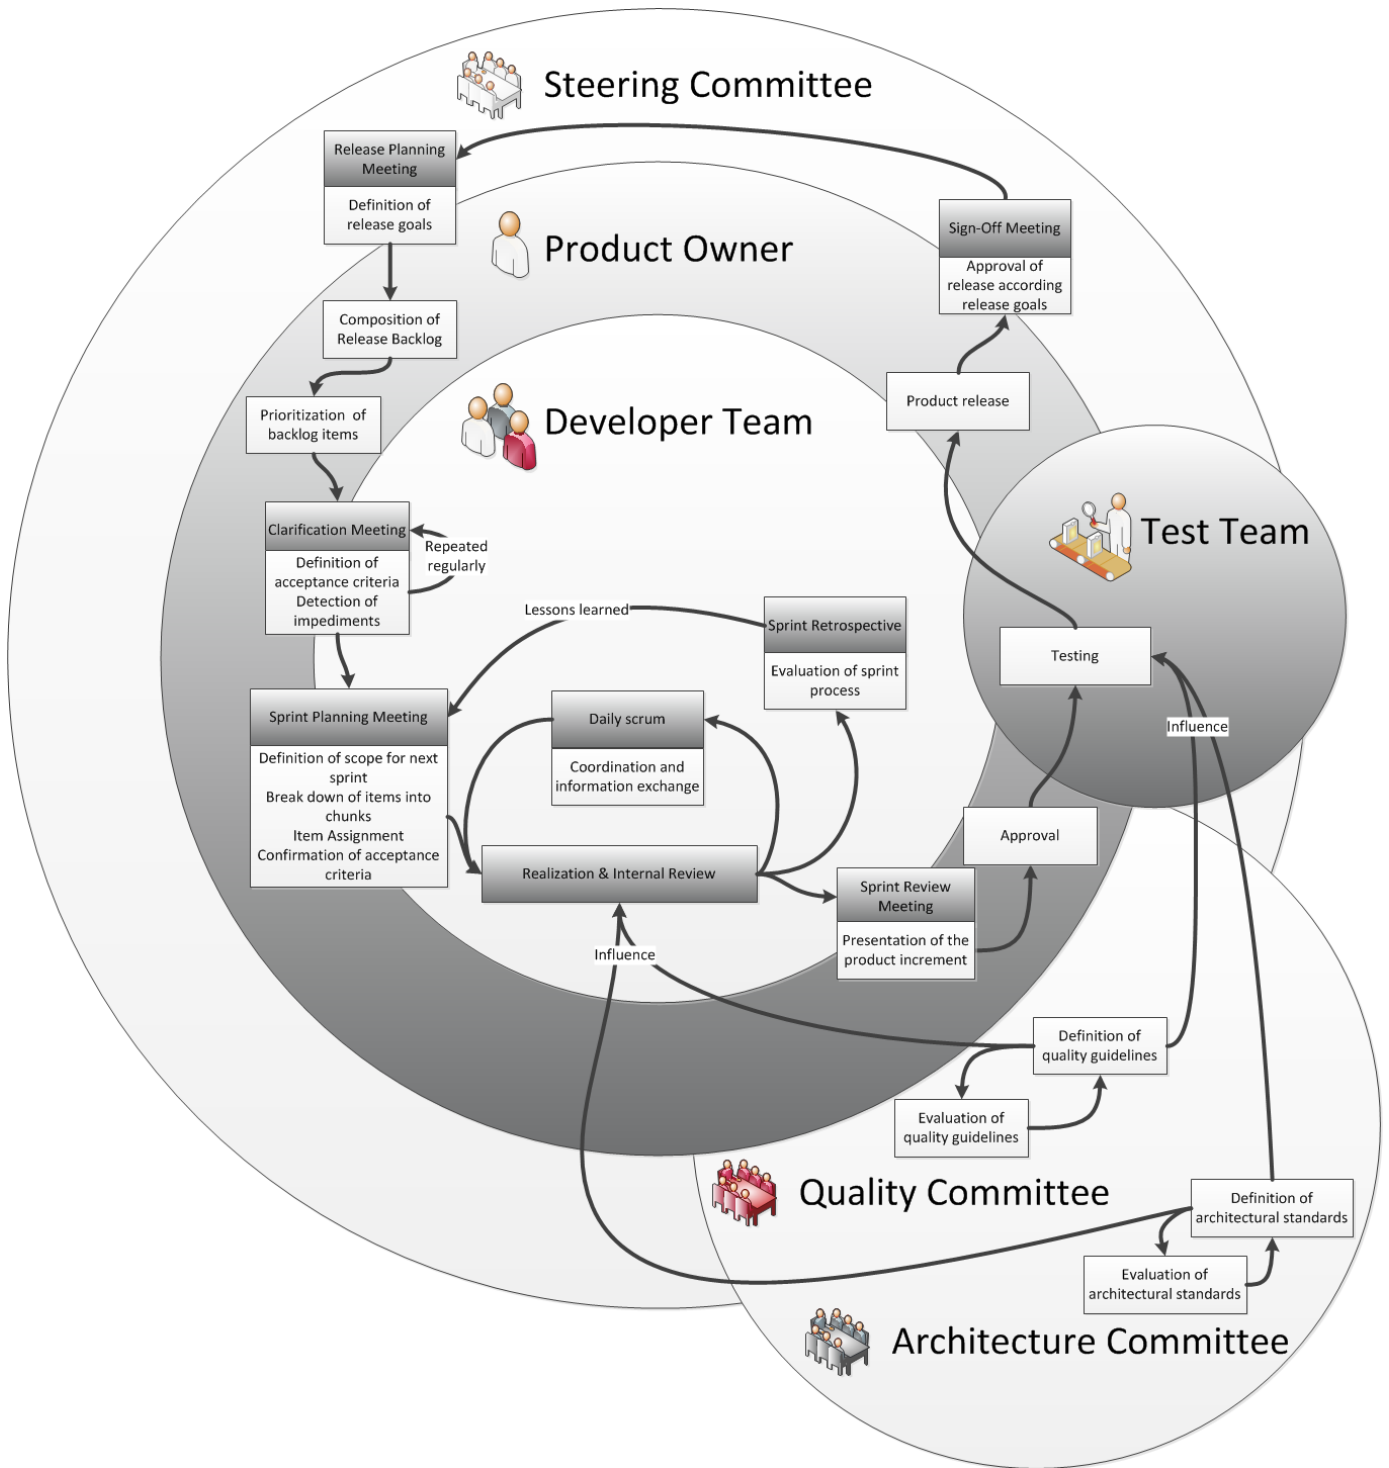 Steering Committee
Release Planning
Meeting
Definition of
release goals
Sign-Off Meeting
Approval of
release according
release goals
Product Owner
Composition of
Release Backlog
Product release
Prioritization of
backlog items
Developer Team
Clarification Meeting
Definition of
acceptance criteria
Detection of
impediments
Repeated
regularly
Test Team
Testing
Influence
Lessons learned
Sprint Retrospective
Evaluation of sprint
process
Sprint Planning Meeting
Definition of scope for next
sprint
Break down of items into
chunks
Item Assignment
Confirmation of acceptance
criteria
Daily scrum
Coordination and
information exchange
Realization & Internal Review
Approval
Sprint Review
Meeting
Presentation of the
product increment
Influence
Definition of
quality guidelines
Evaluation of
quality guidelines
Quality Committee
Definition of
architectural standards
Evaluation of
architectural standards
Architecture Committee